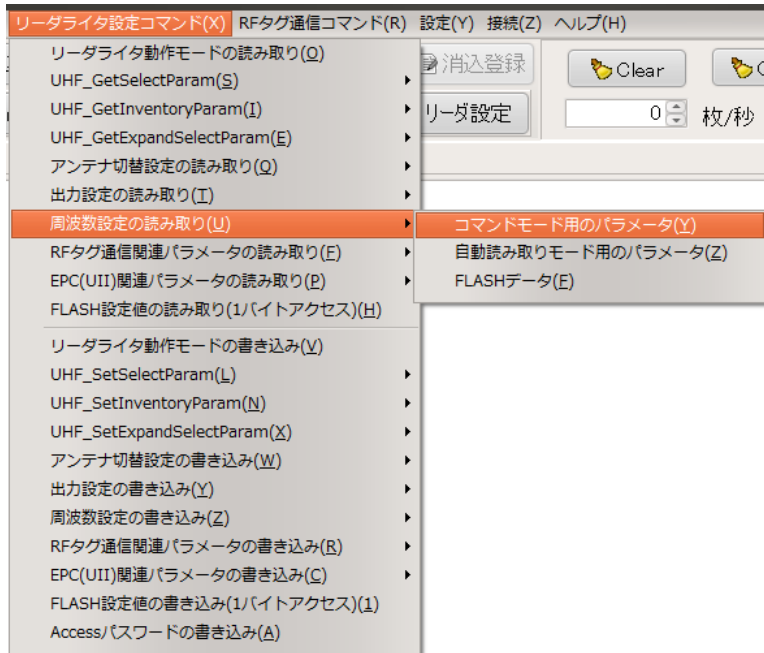 リーダライタ設定コマンド(X) RFタグ通信コマンド(R) 設定(Y) 接続(Z) ヘルプ(H)
消込登録
Clear
リーダ設定
0 枚/秒
リーダライタ動作モードの読み取り(O)
UHF_GetSelectParam(S)
UHF_GetInventoryParam(I)
UHF_GetExpandSelectParam(E)
アンテナ切替設定の読み取り(Q)
出力設定の読み取り(T)
周波数設定の読み取り(U)
RFタグ通信関連パラメータの読み取り(F)
EPC(UII)関連パラメータの読み取り(P)
FLASH設定値の読み取り(1バイトアクセス)(H)
リーダライタ動作モードの書き込み(V)
UHF_SetSelectParam(L)
UHF_SetInventoryParam(N)
UHF_SetExpandSelectParam(X)
アンテナ切替設定の書き込み(W)
出力設定の書き込み(Y)
周波数設定の書き込み(Z)
RFタグ通信関連パラメータの書き込み(R)
EPC(UII)関連パラメータの書き込み(C)
FLASH設定値の書き込み(1バイトアクセス)(1)
Accessパスワードの書き込み(A)
コマンドモード用のパラメータ(Y)
自動読み取りモード用のパラメータ(Z)
FLASHデータ(F)